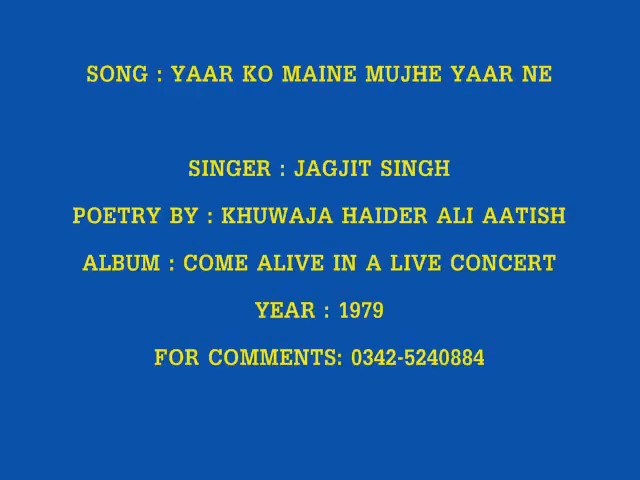 SONG : YAAR KO MAINE MUJHE YAAR NE
SINGER : JAGJIT SINGH
POETRY BY : KHUWAJA HAIDER ALI AATISH
ALBUM : COME ALIVE IN A LIVE CONCERT
YEAR : 1979
FOR COMMENTS: 0342-5240884